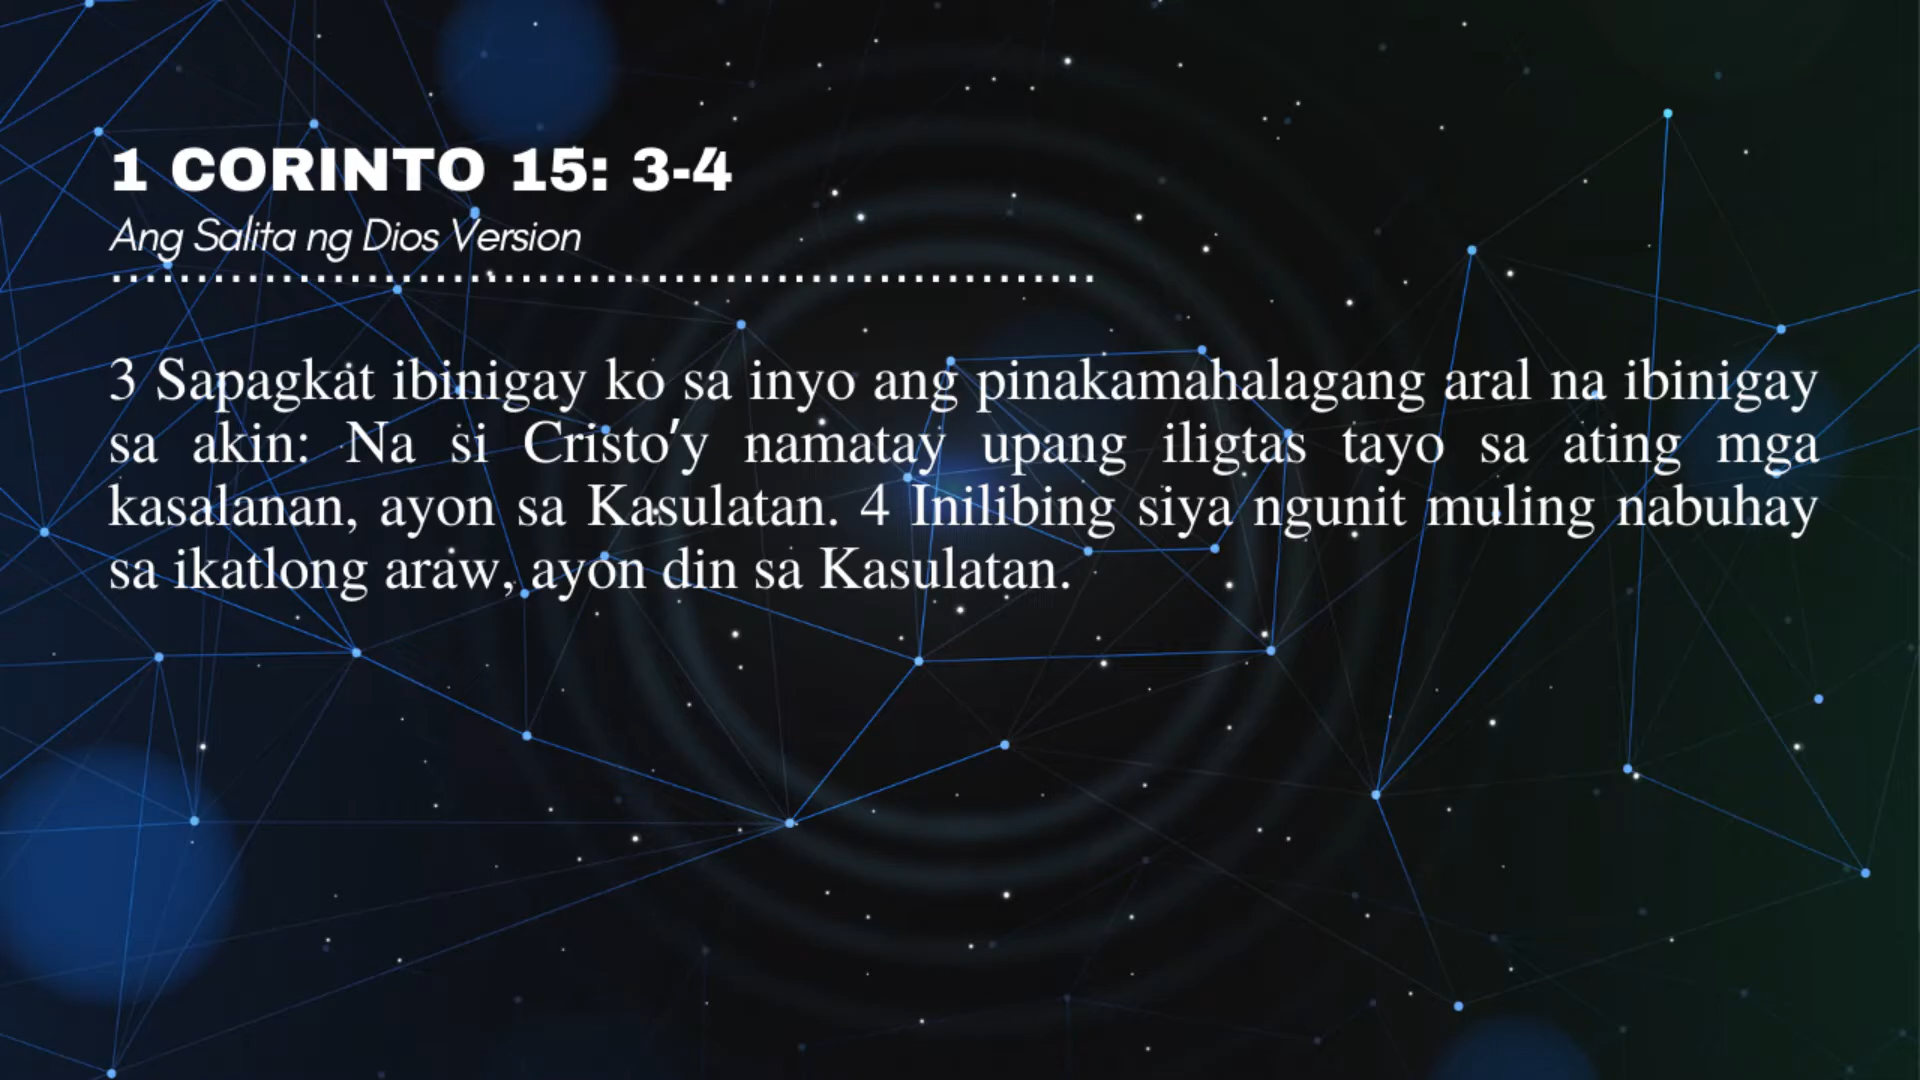 1 CORINTO 15: 3-4
Ang Salita ng Dios Version
3 Sapagkat ibinigay ko sa inyo ang pinakamahalagang aral na ibinigay
sa akin: Na si Cristo’y namatay upang iligtas tayo sa ating mga
kasalanan, ayon sa Kasulatan. 4 Inilibing siya ngunit muling nabuhay
sa ikatlong araw, ayon din sa Kasulatan.